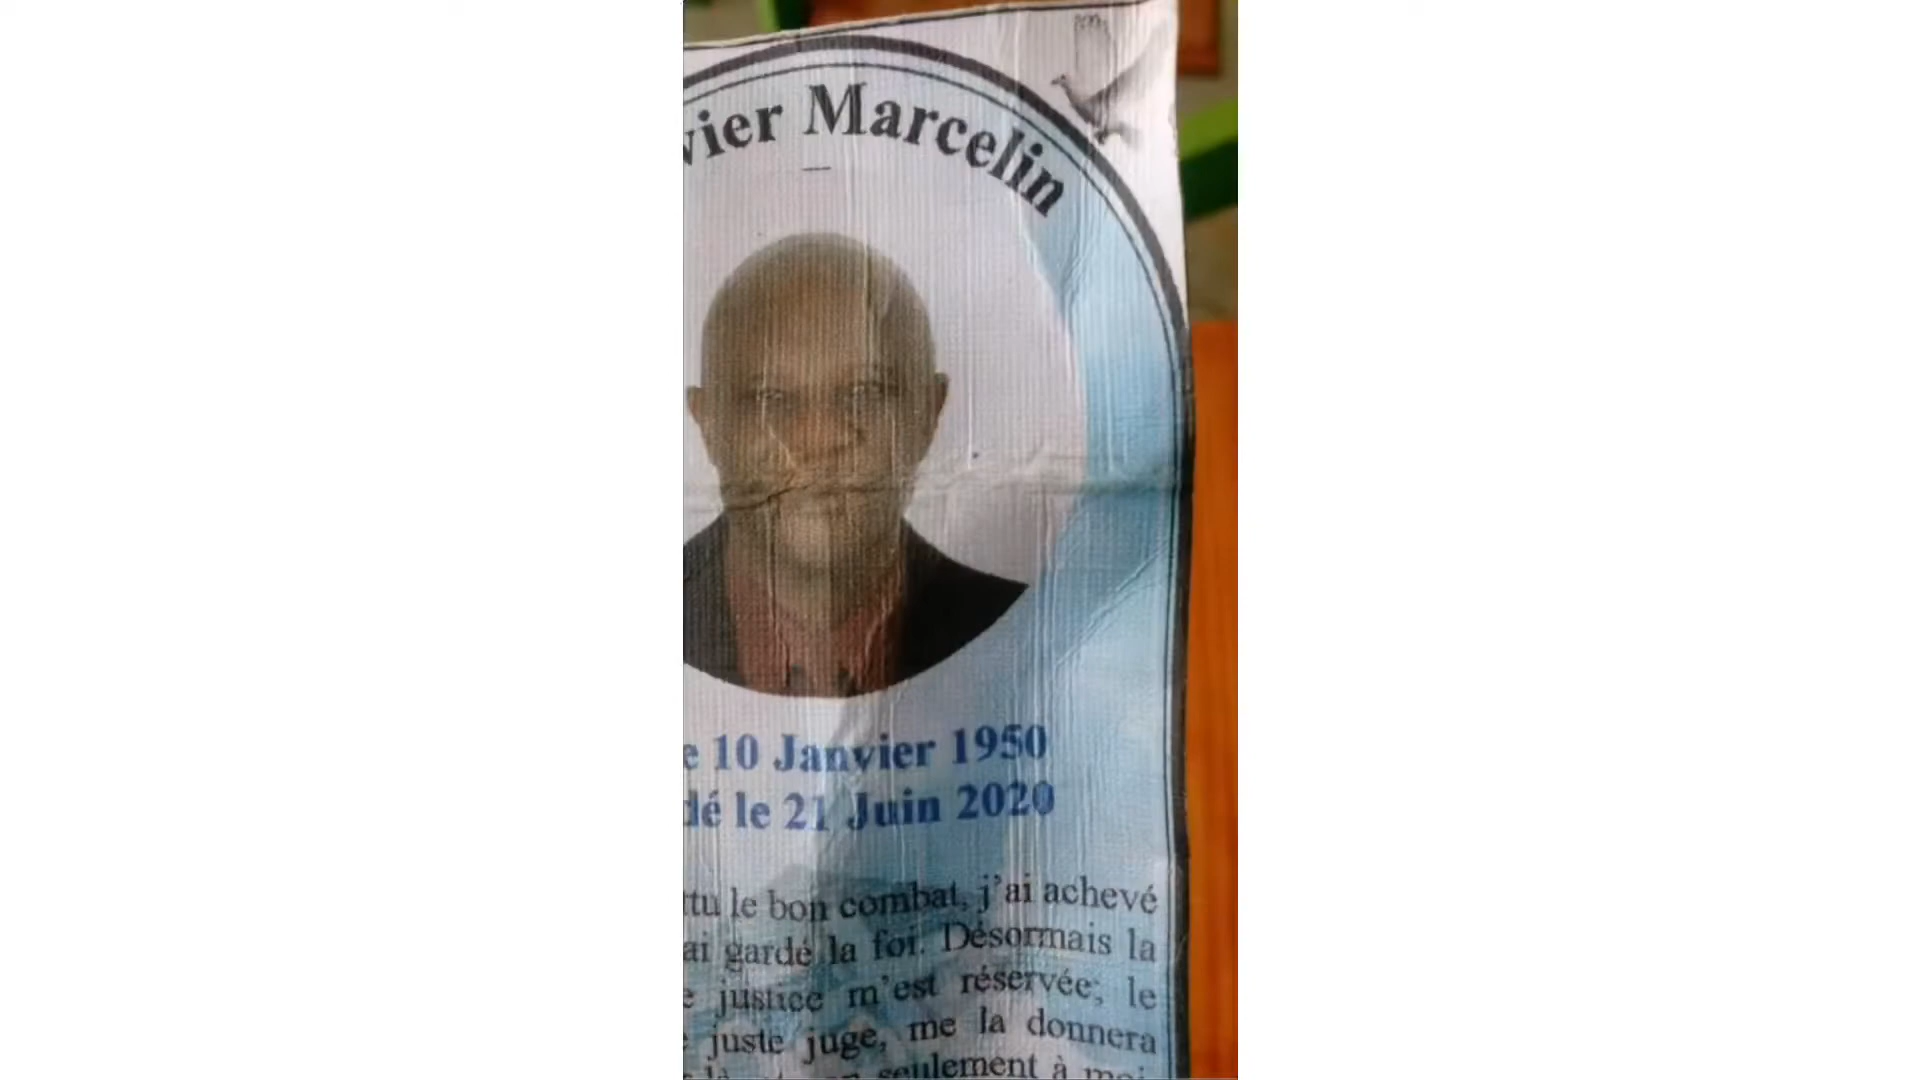 vier Marcelin
e 10 Janvier 1950
dé le 21 Juin 2020
ttu le bon combat, j'ai achevé
ai gardé la foi. Désormais la
e justice m'est réservée; le
juste juge, me la donnera
seulement à moi